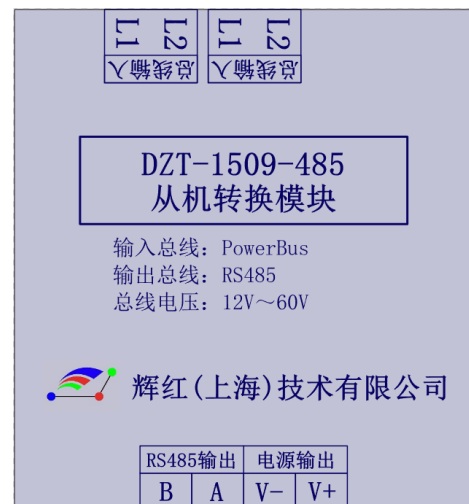 L1 L2 L1 L2
总线输入 总线输入
DZT-1509-485
从机转换模块
输入总线：PowerBus
输出总线：RS485
总线电压：12V～60V
辉红(上海)技术有限公司
RS485输出 电源输出
B A V- V+